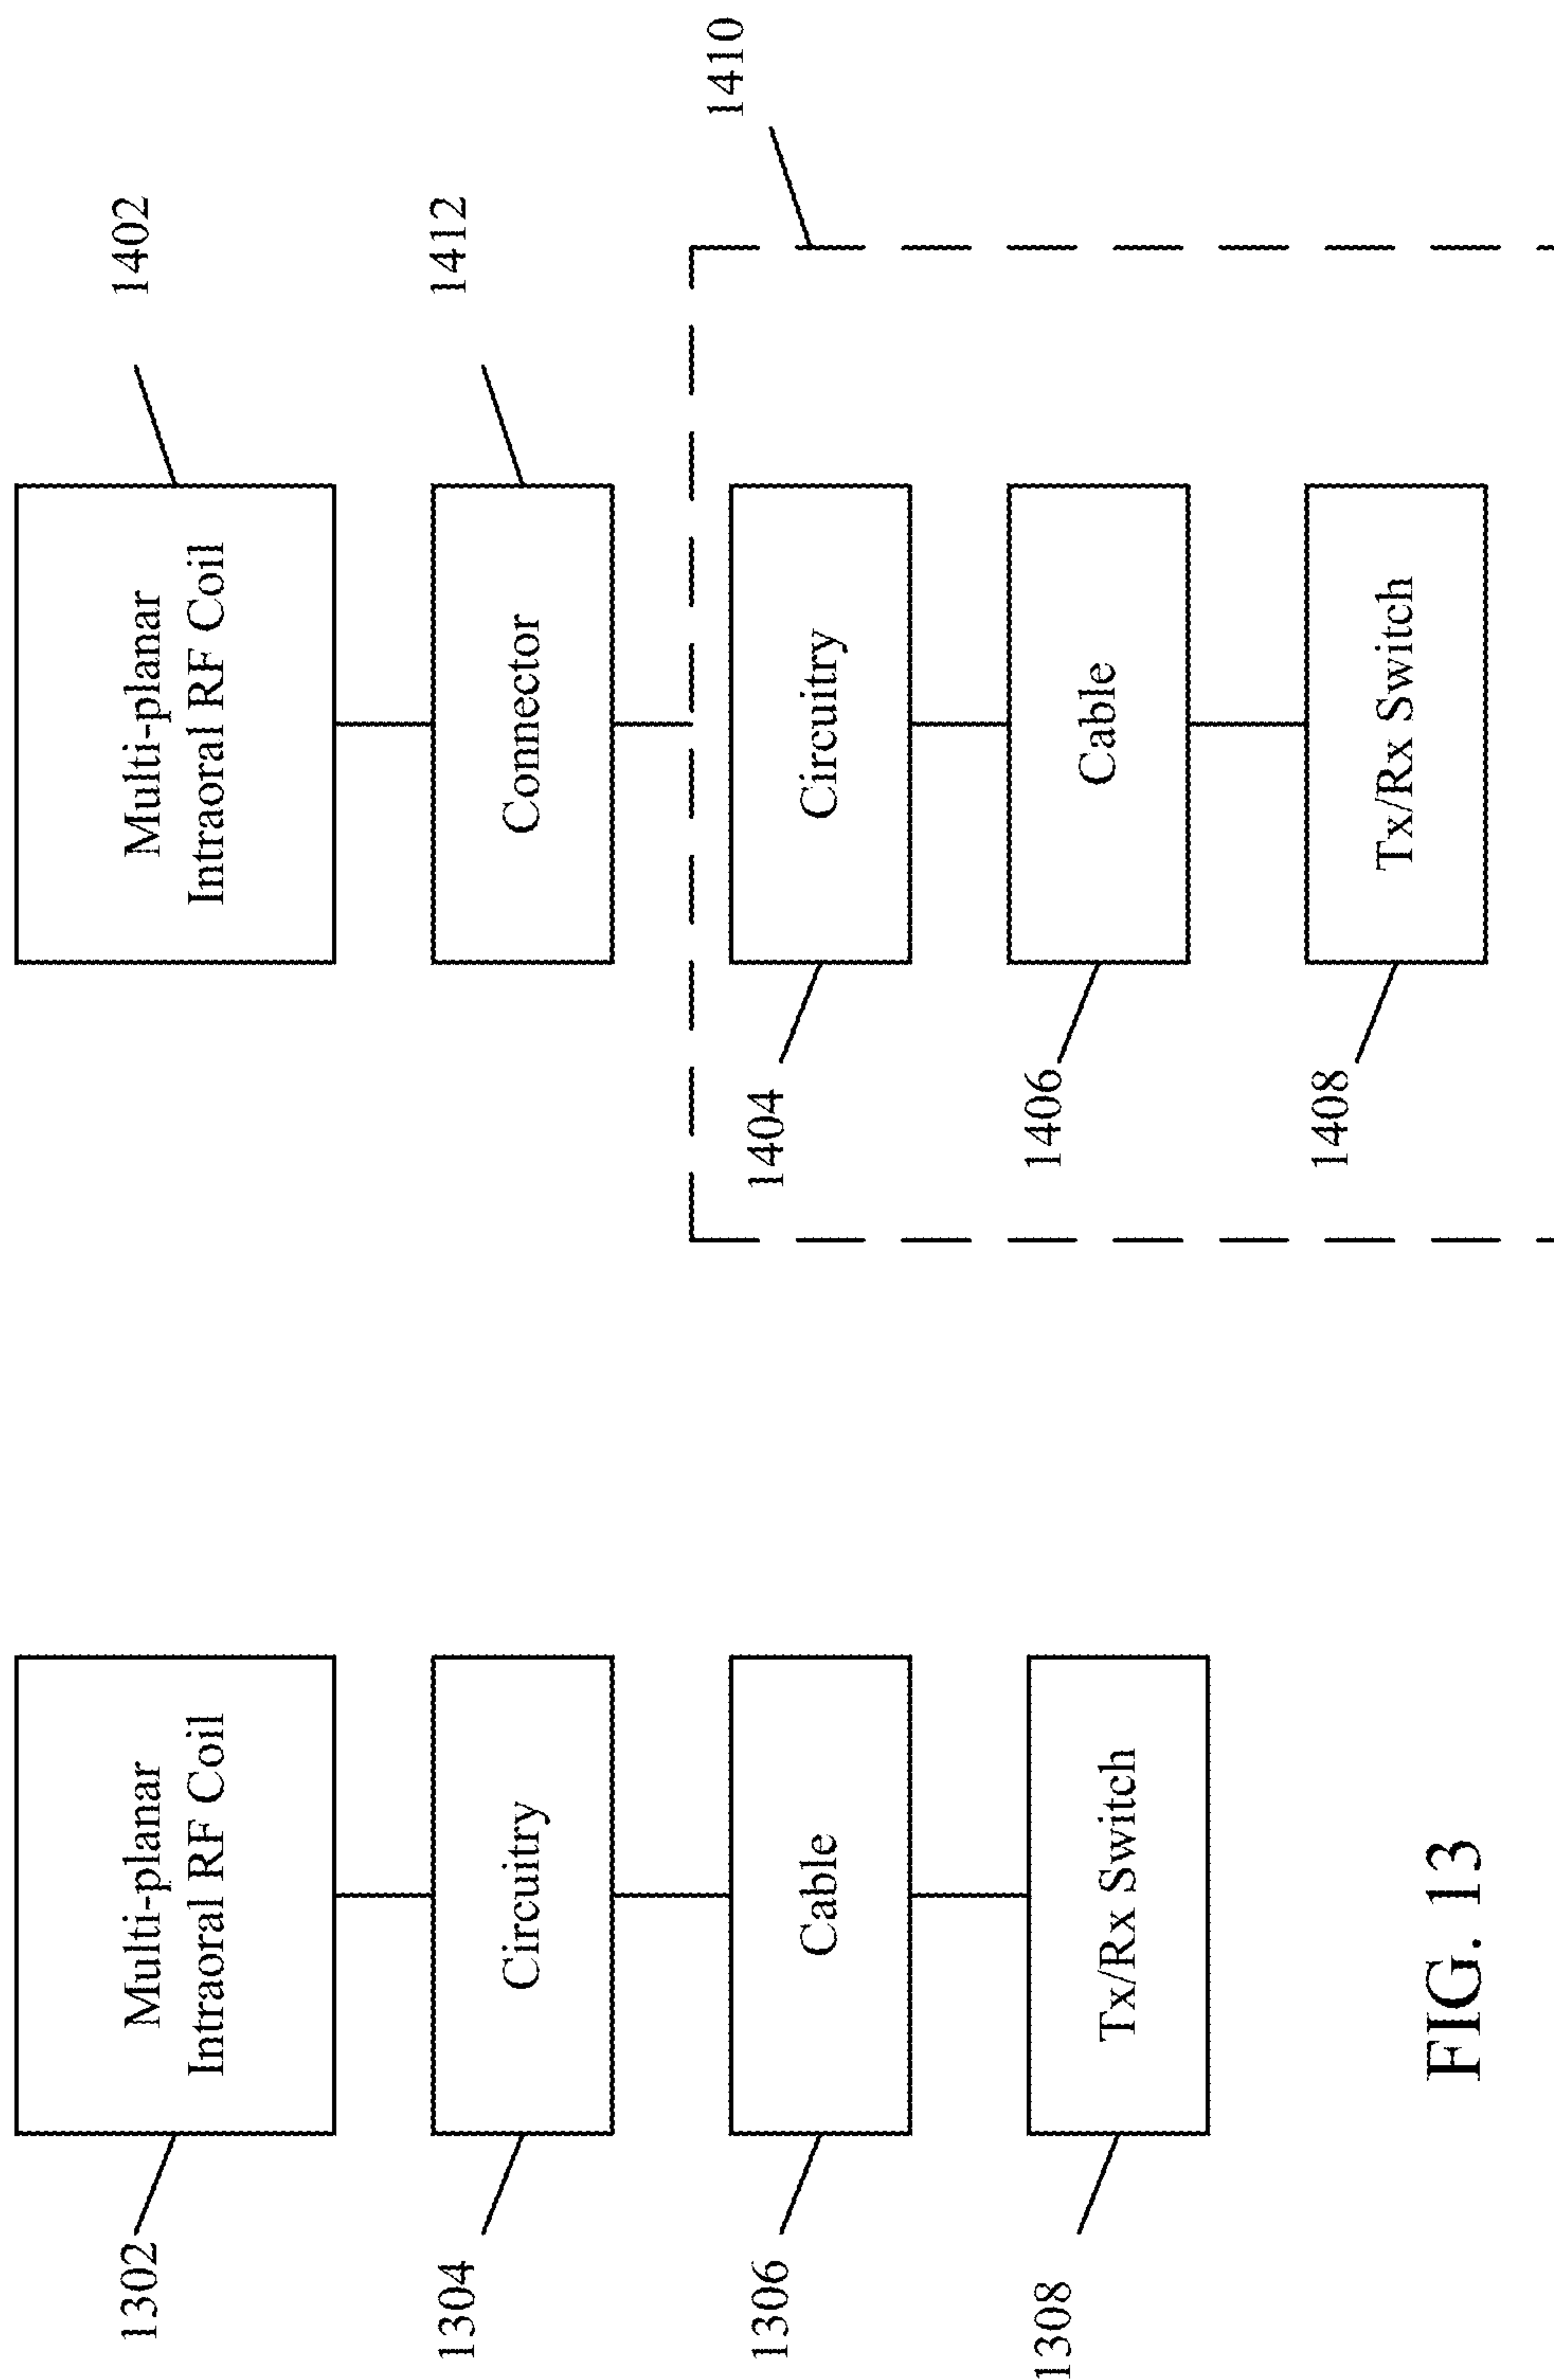 1302
Multi-planar
Intraoral RF Coil
1304
Circuitry
1306
Cable
1308
Tx/Rx Switch
FIG. 13
Multi-planar
Intraoral RF Coil
1402
Connector
1412
1410
1404
Circuitry
1406
Cable
1408
Tx/Rx Switch